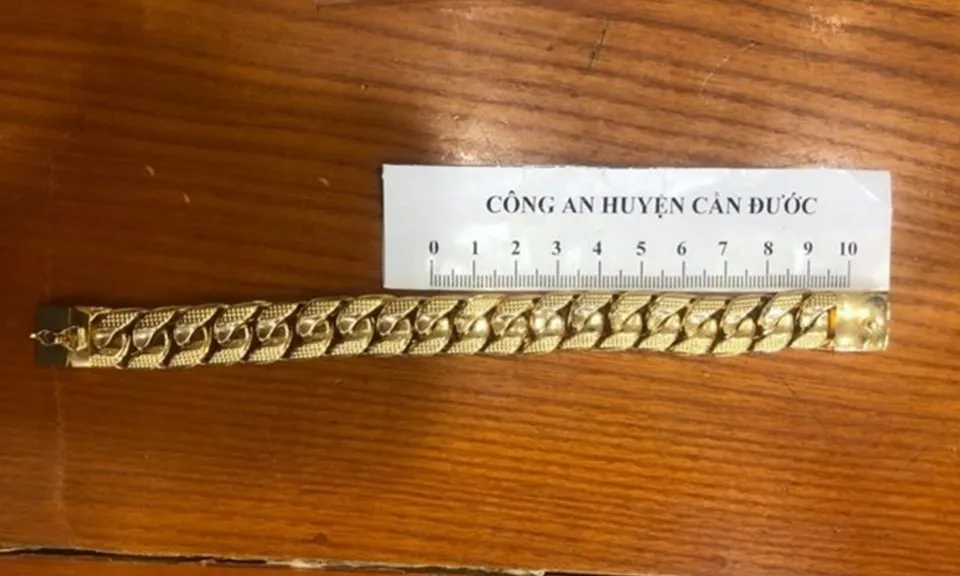 CÔNG AN HUYỆN CẦN ĐƯỚC
0 1 2 3 4 5 6 7 8 9 10